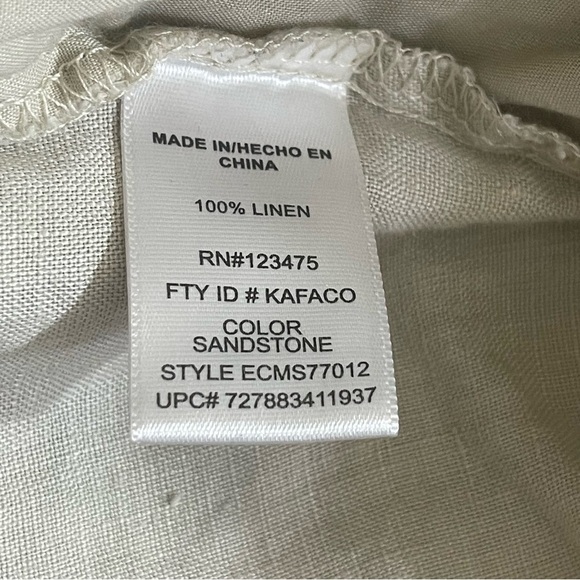 MADE IN/HECHO EN
CHINA
100% LINEN
RN#123475
FTY ID # KAFACO
COLOR
SANDSTONE
STYLE ECMS77012
UPC# 727883411937